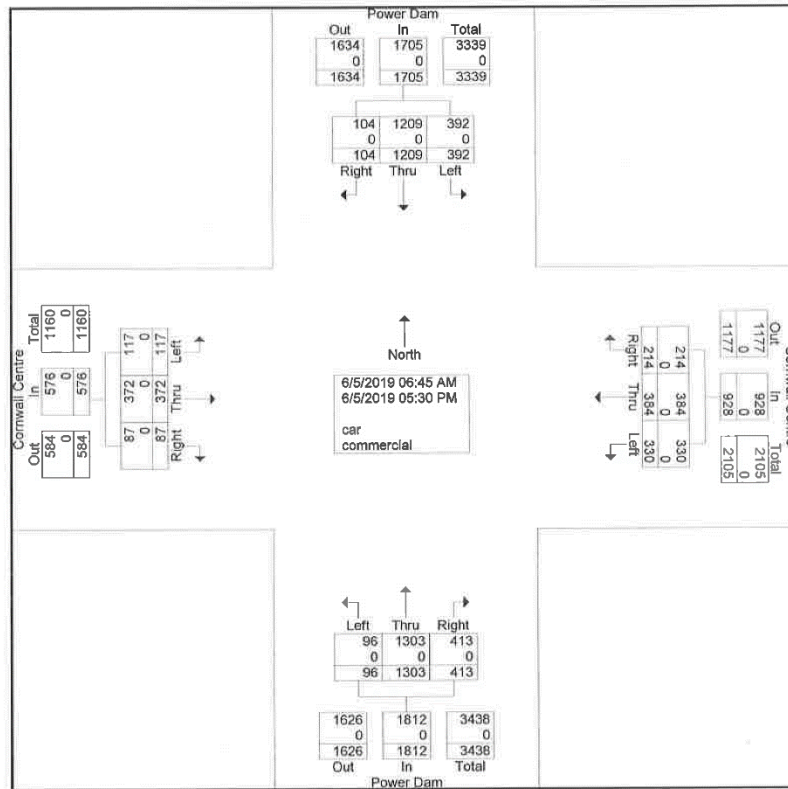 Power Dam
Out In Total
1634 1705 3339
0 0 0
1634 1705 3339
104 1209 392
0 0 0
104 1209 392
Right Thru Left
Cornwall Centre
Total In Out
1160 576 584
0 0 0
1160 576 584
117 372 87
0 0 0
117 372 87
Left Thru Right
North
6/5/2019 06:45 AM
6/5/2019 05:30 PM
car
commercial
Right Thru Left
214 384 330
0 0 0
214 384 330
Out In Total
1177 928 2105
0 0 0
1177 928 2105
Cornwall Centre
Left Thru Right
96 1303 413
0 0 0
96 1303 413
1626 1812 3438
0 0 0
1626 1812 3438
Out In Total
Power Dam